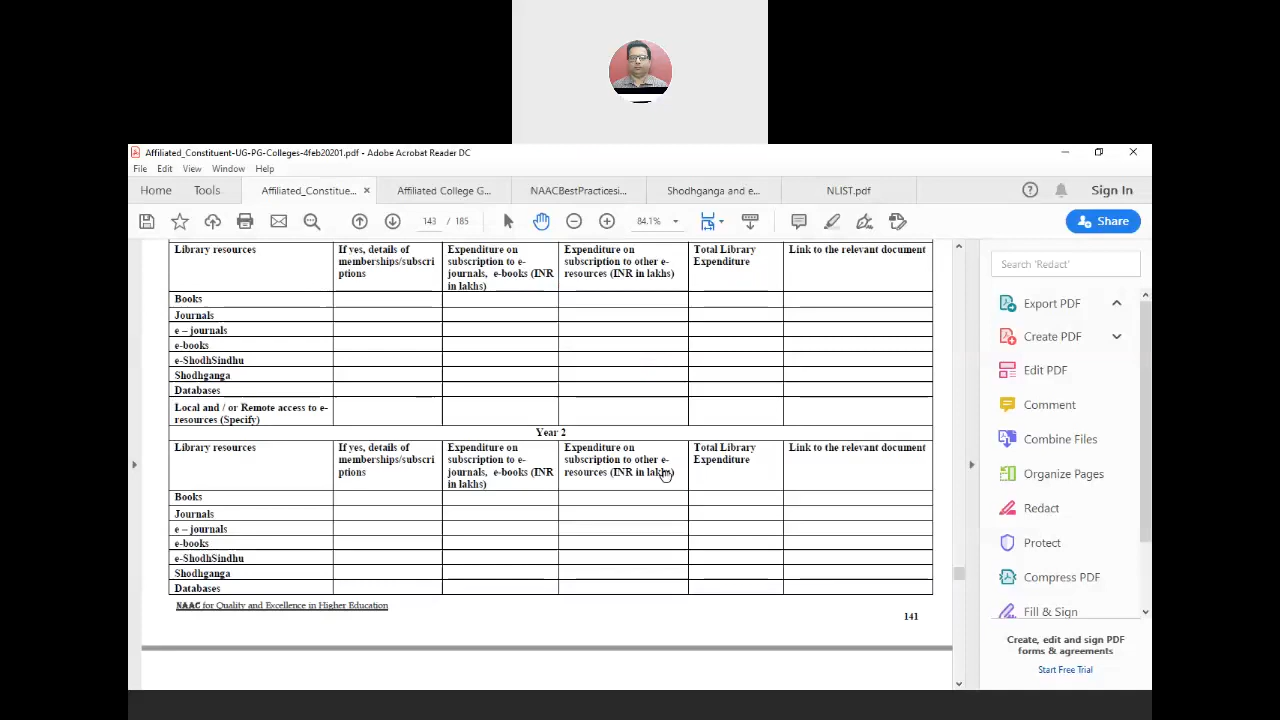 Affiliated_Constituent-UG-PG-Colleges-4feb20201.pdf - Adobe Acrobat Reader DC
File Edit View Window Help
Home Tools Affiliated_Constitue... × Affiliated College G... NAACBestPracticesi... Shodhganga and e... NLIST.pdf Sign In
143 / 185 84.1% Share
Library resources
If yes, details of
memberships/subscri
ptions
Expenditure on
subscription to e-
journals, e-books (INR
in lakhs)
Expenditure on
subscription to other e-
resources (INR in lakhs)
Total Library
Expenditure
Link to the relevant document
Books
Journals
e – journals
e-books
e-ShodhSindhu
Shodhganga
Databases
Local and / or Remote access to e-
resources (Specify)
Year 2
Library resources
If yes, details of
memberships/subscri
ptions
Expenditure on
subscription to e-
journals, e-books (INR
in lakhs)
Expenditure on
subscription to other e-
resources (INR in lakhs)
Total Library
Expenditure
Link to the relevant document
Books
Journals
e – journals
e-books
e-ShodhSindhu
Shodhganga
Databases
NAAC for Quality and Excellence in Higher Education
141
Search 'Redact'
Export PDF
Create PDF
Edit PDF
Comment
Combine Files
Organize Pages
Redact
Protect
Compress PDF
Fill & Sign
Create, edit and sign PDF
forms & agreements
Start Free Trial